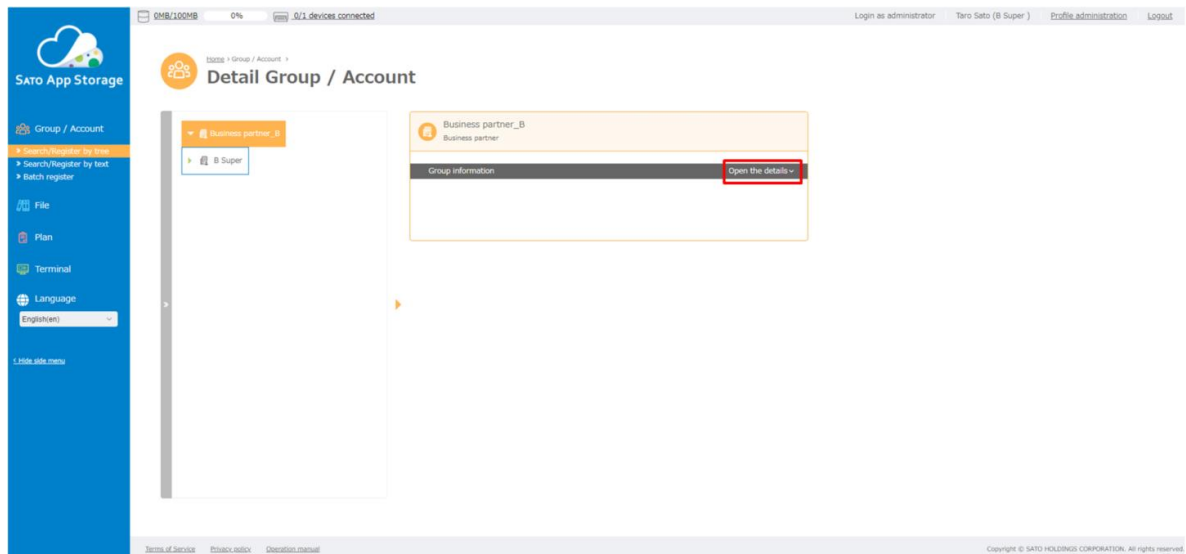 0MB/100MB 0% 0/1 devices connected Login as administrator Taro Sato (B Super ) Profile administration Logout
SATO App Storage
Home > Group / Account >
Detail Group / Account
Group / Account
> Search/Register by tree
> Search/Register by text
> Batch register
File
Plan
Terminal
Language
English(en)
< Hide side menu
Business partner_B
B Super
>
Business partner_B
Business partner
Group information Open the details
Terms of Service Privacy policy Operation manual Copyright © SATO HOLDINGS CORPORATION. All rights reserved.